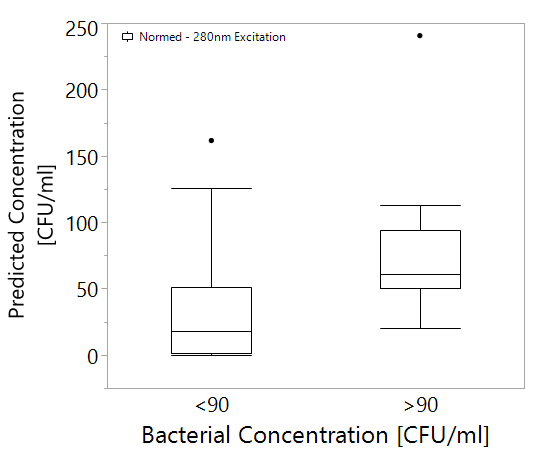 Normed - 280nm Excitation
Predicted Concentration
[CFU/ml]
250
200
150
100
50
0
<90
>90
Bacterial Concentration [CFU/ml]